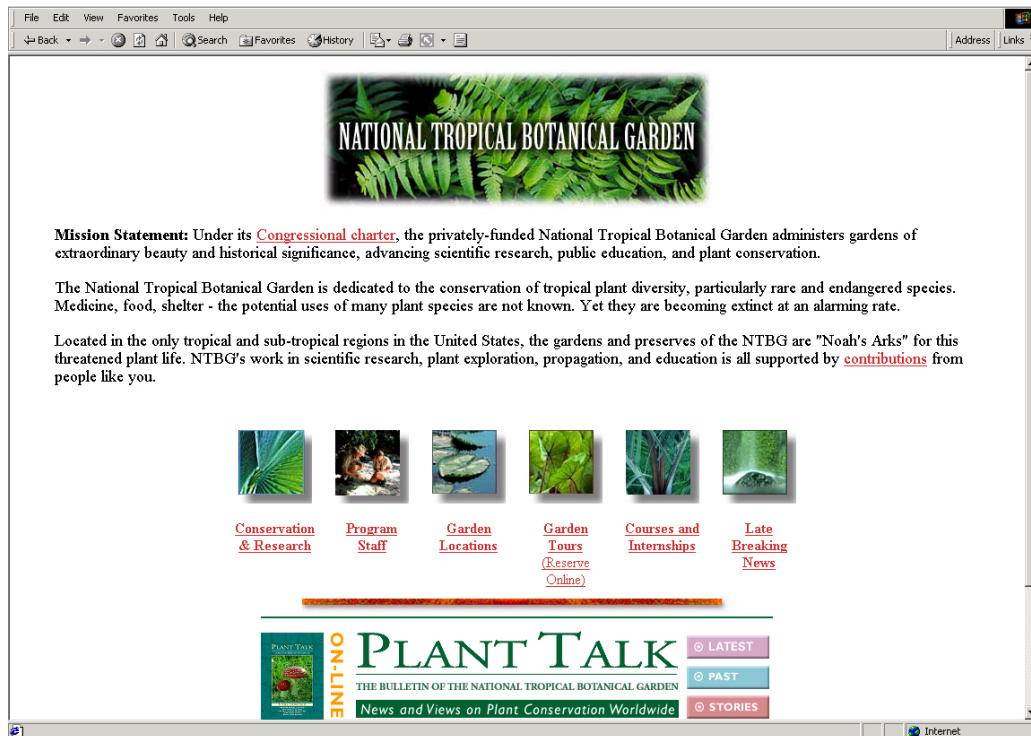 File Edit View Favorites Tools Help
Back Search Favorites History Address Links
NATIONAL TROPICAL BOTANICAL GARDEN
Mission Statement: Under its Congressional charter, the privately-funded National Tropical Botanical Garden administers gardens of
extraordinary beauty and historical significance, advancing scientific research, public education, and plant conservation.
The National Tropical Botanical Garden is dedicated to the conservation of tropical plant diversity, particularly rare and endangered species.
Medicine, food, shelter - the potential uses of many plant species are not known. Yet they are becoming extinct at an alarming rate.
Located in the only tropical and sub-tropical regions in the United States, the gardens and preserves of the NTBG are "Noah's Arks" for this
threatened plant life. NTBG's work in scientific research, plant exploration, propagation, and education is all supported by contributions from
people like you.
Conservation
& Research
Program
Staff
Garden
Locations
Garden
Tours
(Reserve
Online)
Courses and
Internships
Late
Breaking
News
PLANT TALK
ON-LINE
PLANT TALK
THE BULLETIN OF THE NATIONAL TROPICAL BOTANICAL GARDEN
News and Views on Plant Conservation Worldwide
LATEST
PAST
STORIES
Internet